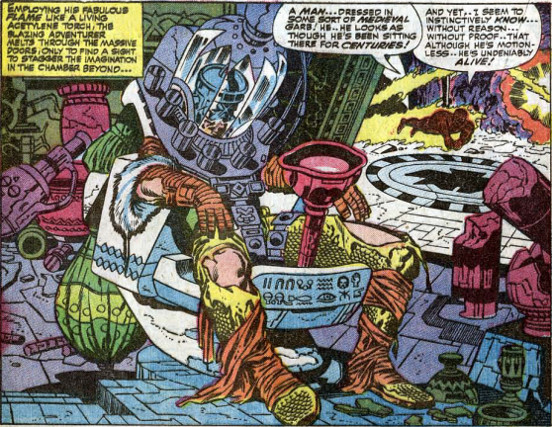 EMPLOYING HIS FABULOUS
FLAME LIKE A LIVING
ACETYLENE TORCH, THE
BLAZING ADVENTURER
MELTS THROUGH THE MASSIVE
DOORS, ONLY TO FIND A SIGHT
TO STAGGER THE IMAGINATION
IN THE CHAMBER BEYOND...
A MAN... DRESSED IN
SOME SORT OF MEDIEVAL
GARB! HE.. HE LOOKS AS
THOUGH HE'S BEEN SITTING
THERE FOR CENTURIES!
AND YET,. I SEEM TO
INSTINCTIVELY KNOW...
WITHOUT REASON...
WITHOUT PROOF... THAT
ALTHOUGH HE'S MOTION-
LESS.. HE'S UNDENIABLY
ALIVE!